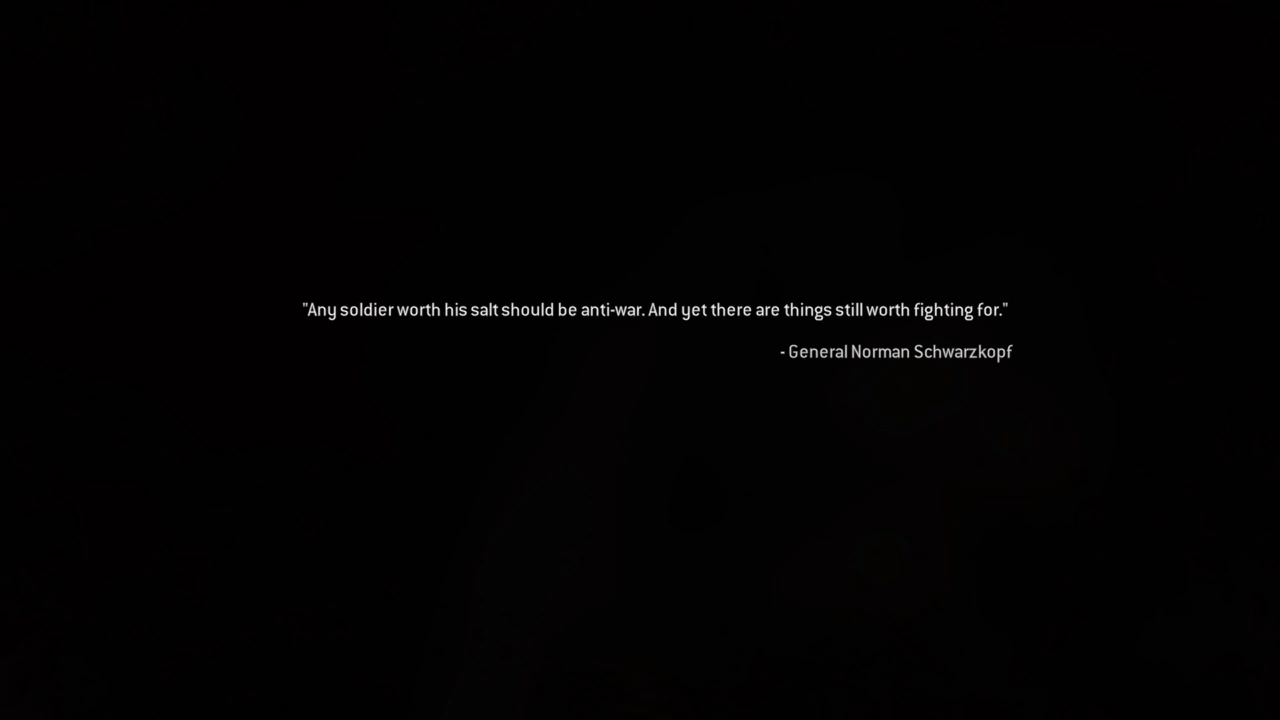 "Any soldier worth his salt should be anti-war. And yet there are things still worth fighting for."
- General Norman Schwarzkopf